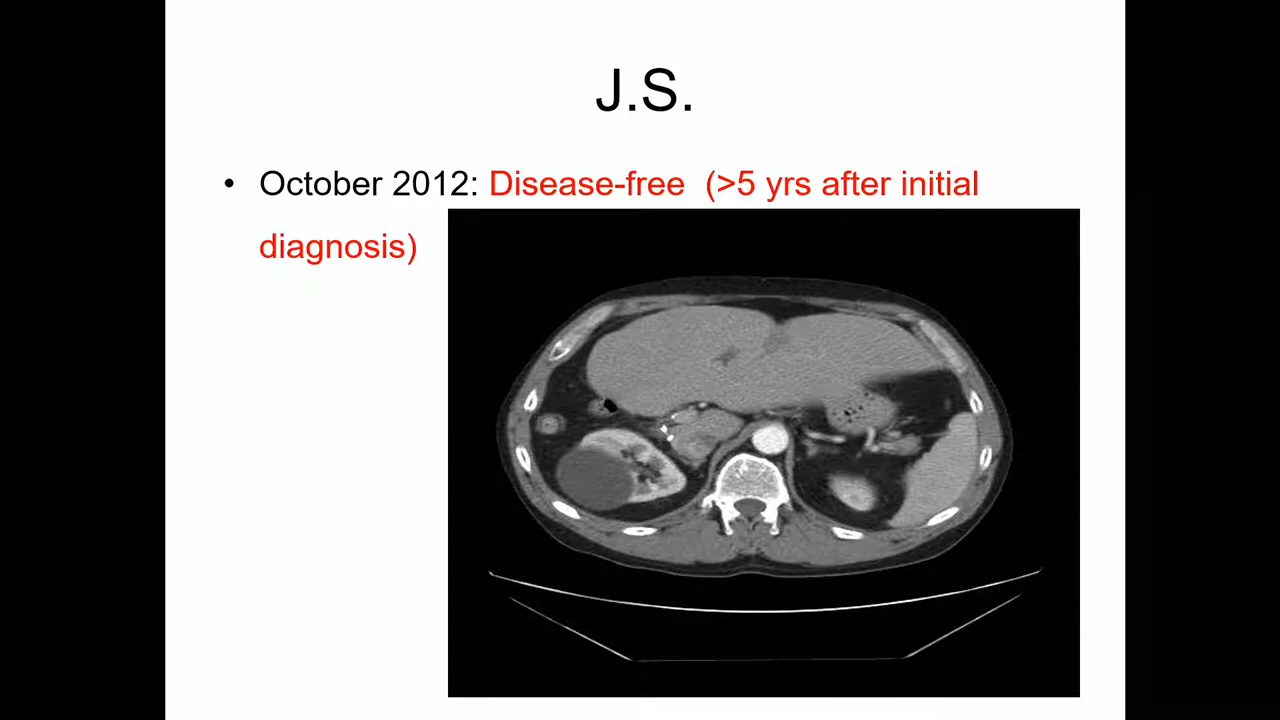 J.S.
• October 2012: Disease-free (>5 yrs after initial
diagnosis)